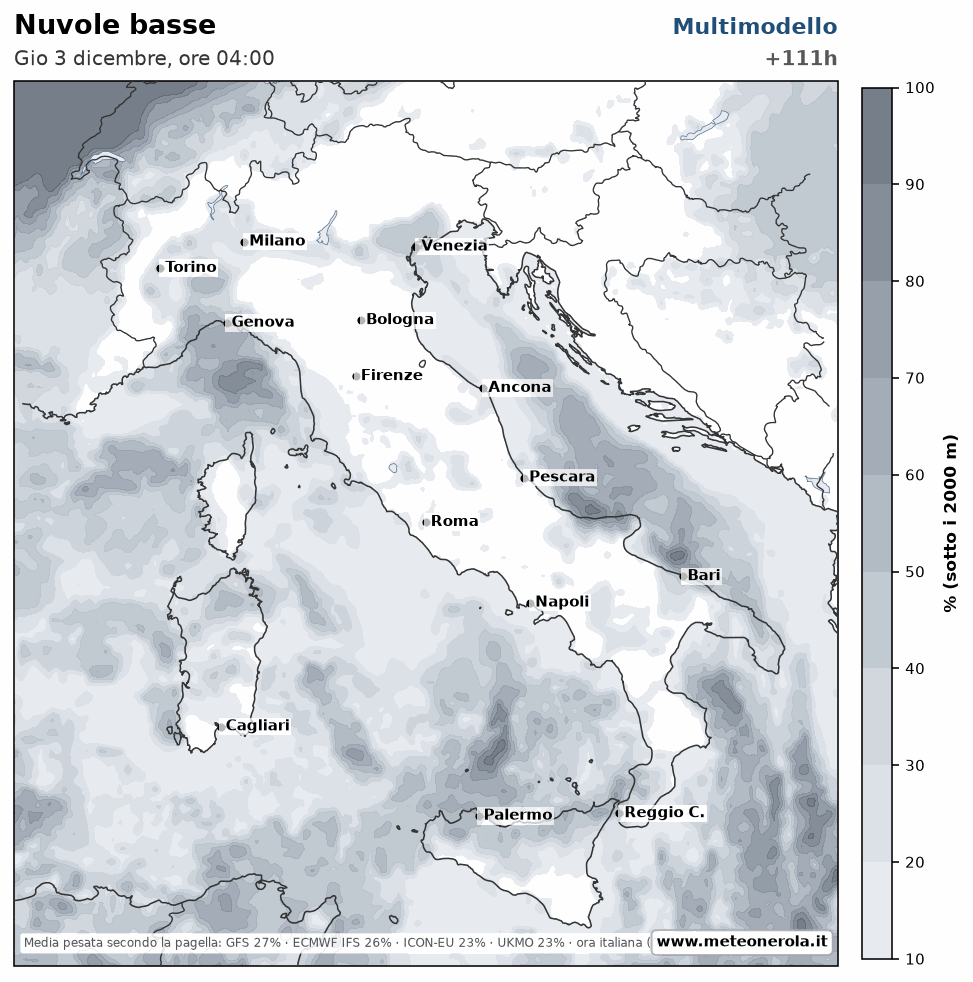 Nuvole basse
Multimodello
Gio 3 dicembre, ore 04:00
+111h
100
90
80
70
60
50
40
30
20
10
% (sotto i 2000 m)
Milano
Venezia
Torino
Genova
Bologna
Firenze
Ancona
Pescara
Roma
Bari
Napoli
Cagliari
Palermo
Reggio C.
Media pesata secondo la pagella: GFS 27% · ECMWF IFS 26% · ICON-EU 23% · UKMO 23% · ora italiana (
www.meteonerola.it